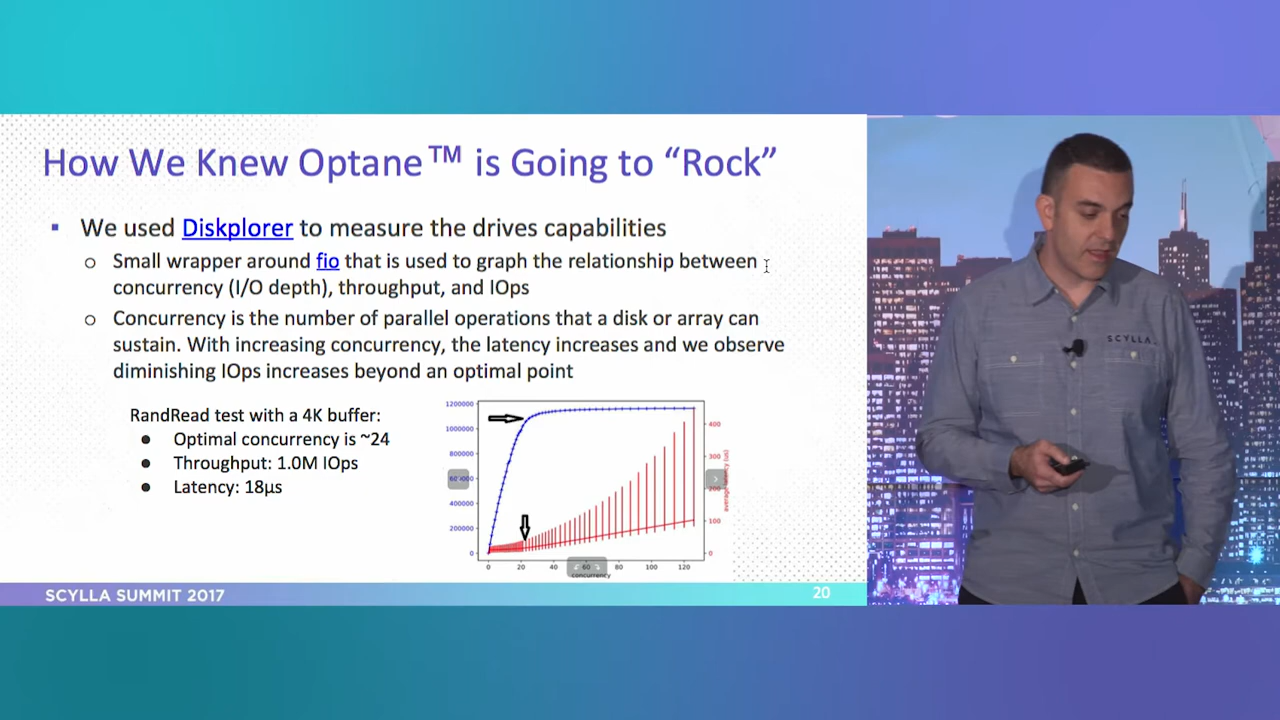 How We Knew Optane™ is Going to “Rock”
We used Diskplorer to measure the drives capabilities
Small wrapper around fio that is used to graph the relationship between
concurrency (I/O depth), throughput, and IOps
Concurrency is the number of parallel operations that a disk or array can
sustain. With increasing concurrency, the latency increases and we observe
diminishing IOps increases beyond an optimal point
RandRead test with a 4K buffer:
Optimal concurrency is ~24
Throughput: 1.0M IOps
Latency: 18µs
1200000
1000000
800000
400000
200000
0
400
300
200
100
0
0
20
40
60
80
100
120
concurrency
SCYLLA SUMMIT 2017
20
SCYLLA